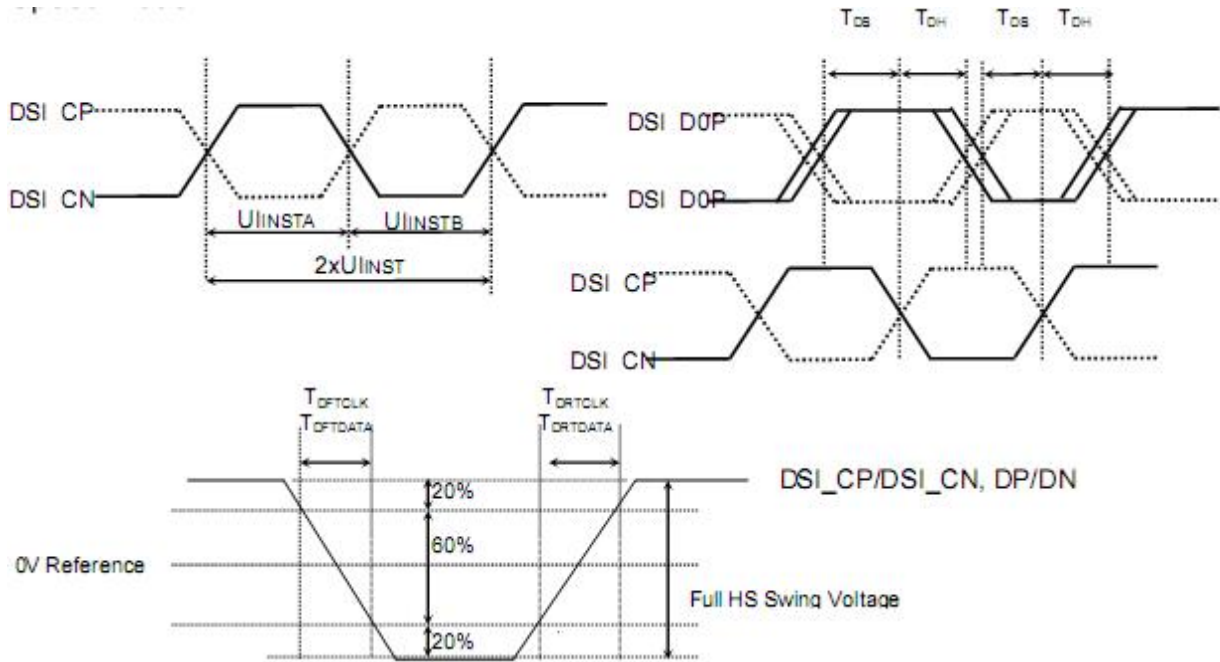 TDS TDH TDS TDH
DSI CP
DSI CN
UIINSTA UIINSTB
2xUIINST
DSI D0P
DSI D0P
DSI CP
DSI CN
TDFTCLK
TDFTDATA
TDRTCLK
TDRTDATA
20%
60%
20%
DSI_CP/DSI_CN, DP/DN
0V Reference
Full HS Swing Voltage